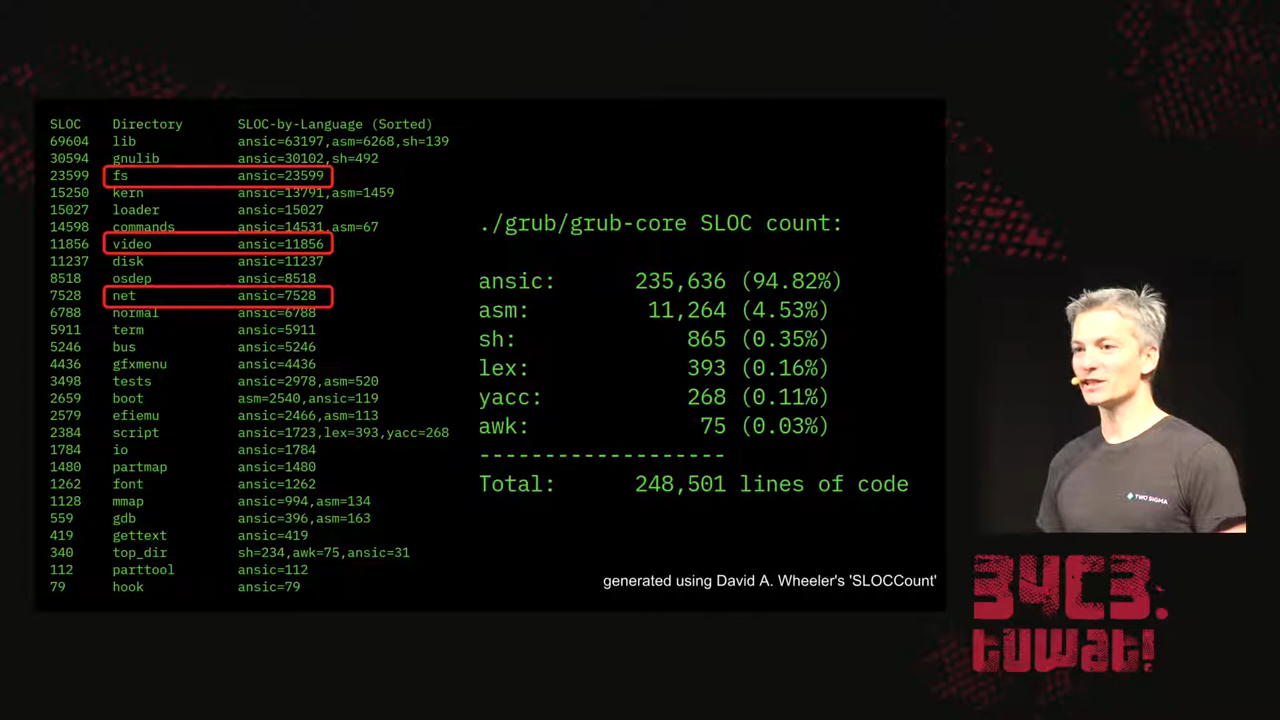 SLOC Directory SLOC-by-Language (Sorted)
69604 lib ansic=63197,asm=6268,sh=139
30594 gnulib ansic=30102,sh=492
23599 fs ansic=23599
15250 kern ansic=13791,asm=1459
15027 loader ansic=15027
14598 commands ansic=14531,asm=67
11856 video ansic=11856
11237 disk ansic=11237
8518 osdep ansic=8518
7528 net ansic=7528
6788 normal ansic=6788
5911 term ansic=5911
5246 bus ansic=5246
4436 gfxmenu ansic=4436
3498 tests ansic=2978,asm=520
2659 boot asm=2540,ansic=119
2579 efiemu ansic=2466,asm=113
2384 script ansic=1723,lex=393,yacc=268
1784 io ansic=1784
1480 partmap ansic=1480
1262 font ansic=1262
1128 mmap ansic=994,asm=134
559 gdb ansic=396,asm=163
419 gettext ansic=419
340 top_dir sh=234,awk=75,ansic=31
112 parttool ansic=112
79 hook ansic=79
./grub/grub-core SLOC count:
ansic: 235,636 (94.82%)
asm: 11,264 (4.53%)
sh: 865 (0.35%)
lex: 393 (0.16%)
yacc: 268 (0.11%)
awk: 75 (0.03%)
-------------------
Total: 248,501 lines of code
generated using David A. Wheeler's 'SLOCCount'
TWO SIGMA
34C3.
tuwat!